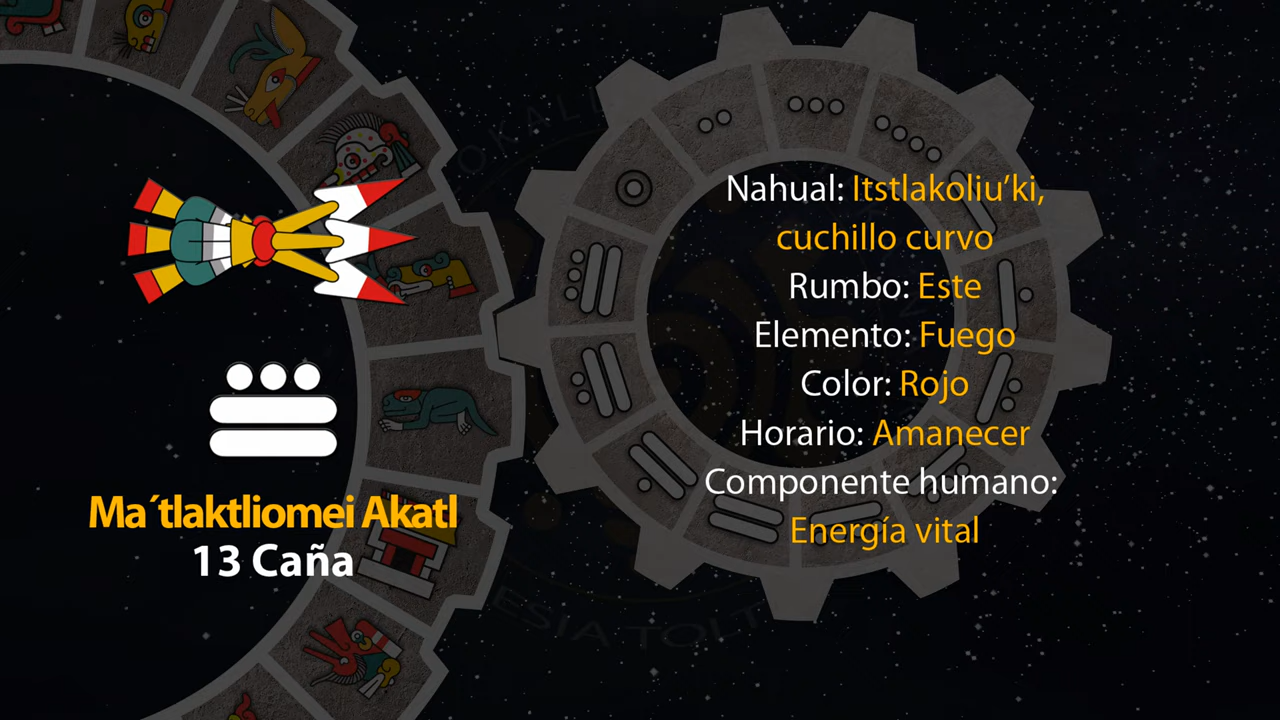 Nahual: Itstlakoliu’ki,
cuchillo curvo
Rumbo: Este
Elemento: Fuego
Color: Rojo
Horario: Amanecer
Componente humano:
Energía vital
Ma´tlaktliomei Akatl
13 Caña